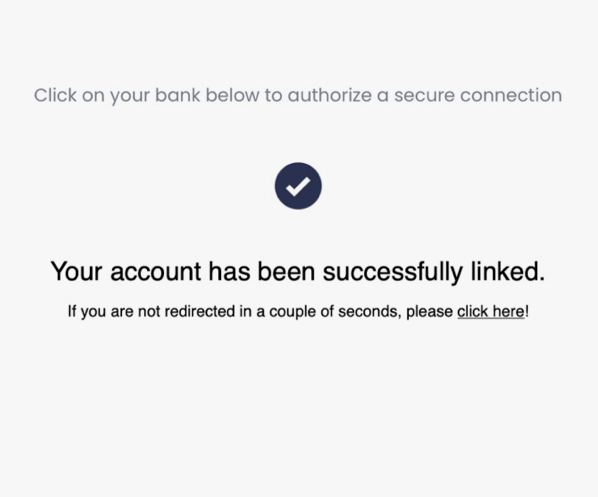 Click on your bank below to authorize a secure connection
Your account has been successfully linked.
If you are not redirected in a couple of seconds, please click here!